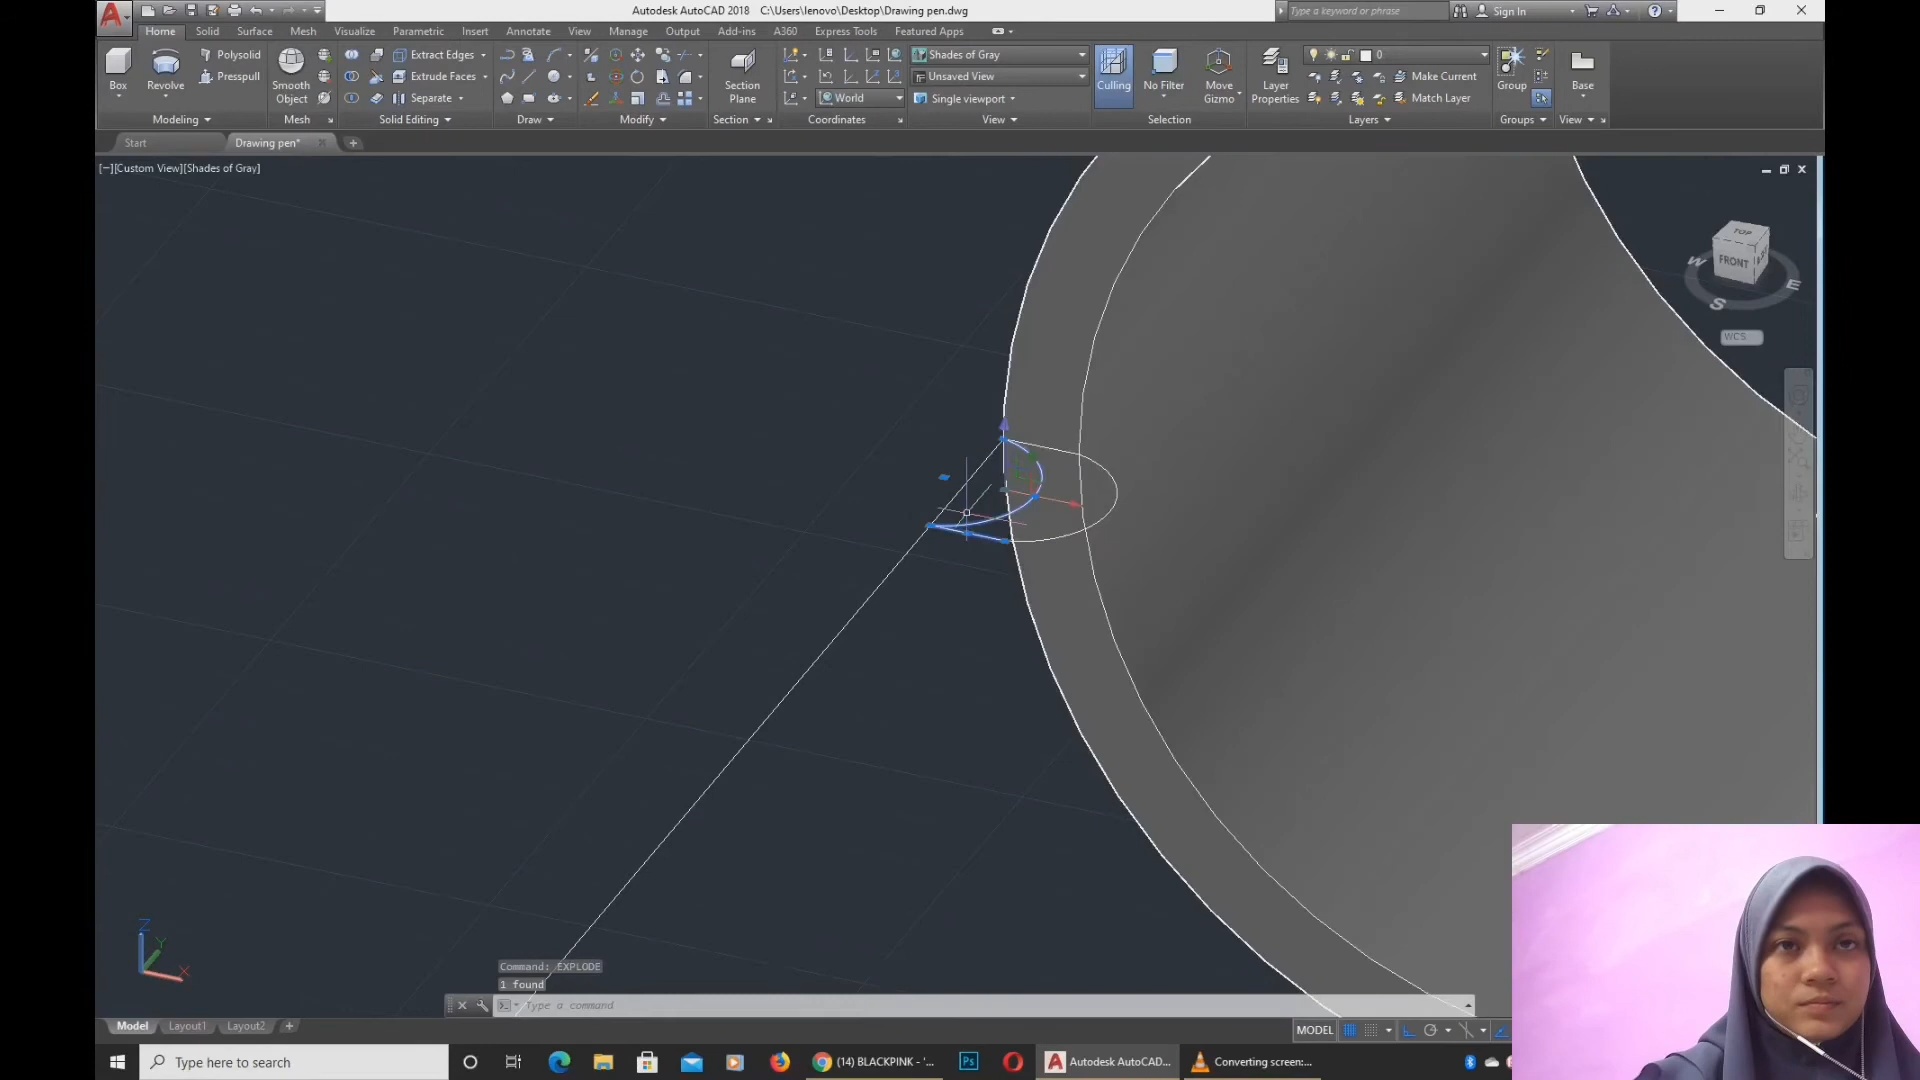 Autodesk AutoCAD 2018 C:\Users\lenovo\Desktop\Drawing pen.dwg
Type a keyword or phrase
Sign In
Home Solid Surface Mesh Visualize Parametric Insert Annotate View Manage Output Add-ins A360 Express Tools Featured Apps
Polysolid
Extract Edges
Shades of Gray
0
Presspull
Extrude Faces
Unsaved View
Make Current
Box Revolve
Smooth Object
Separate
Section Plane
World
Single viewport
Culling No Filter
Move Gizmo
Layer Properties
Match Layer
Group Base
Modeling Mesh Solid Editing Draw Modify Section Coordinates View Selection Layers Groups View
Start Drawing pen*
[−][Custom View][Shades of Gray]
TOP
FRONT
W E
S
WCS
Z
Y
X
Command: EXPLODE
1 found
Type a command
Model Layout1 Layout2
MODEL
Type here to search
(14) BLACKPINK - '...
Ps
Autodesk AutoCAD...
Converting screen:...